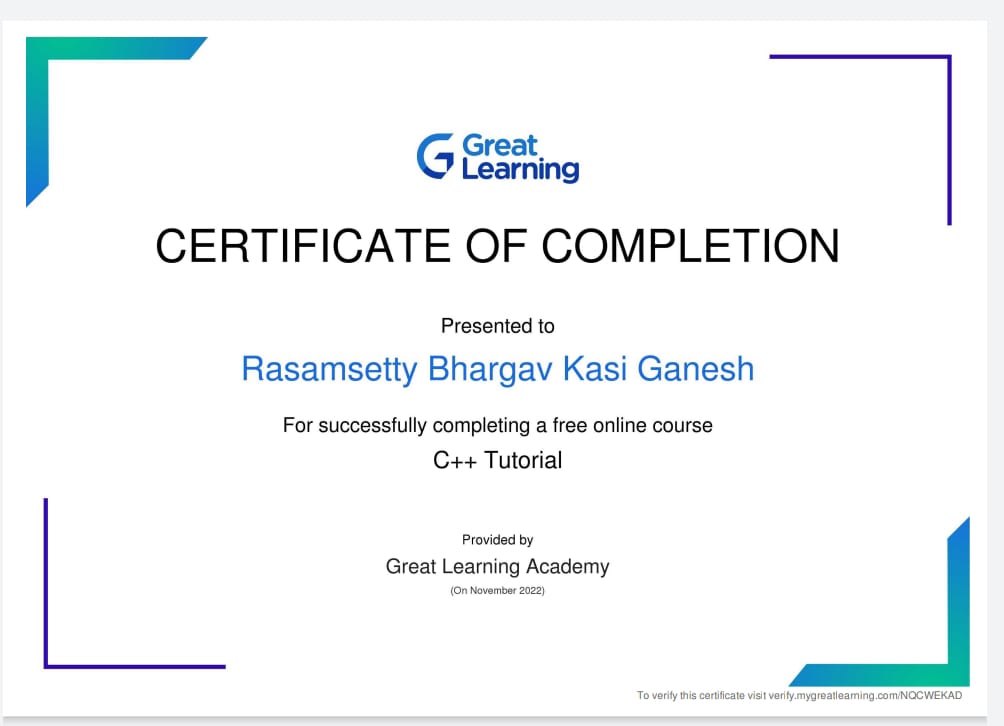 Great
Learning
CERTIFICATE OF COMPLETION
Presented to
Rasamsetty Bhargav Kasi Ganesh
For successfully completing a free online course
C++ Tutorial
Provided by
Great Learning Academy
(On November 2022)
To verify this certificate visit verify.mygreatlearning.com/NQCWEKAD